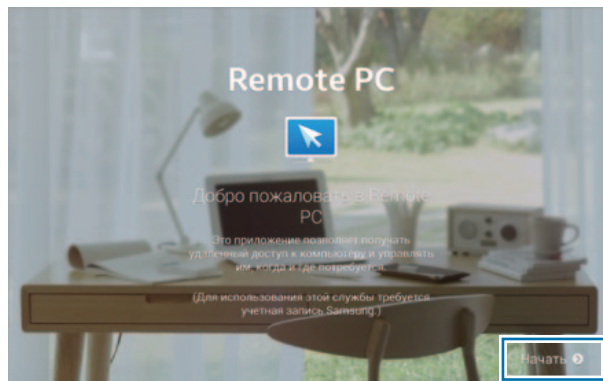 Remote PC
Добро пожаловать в Remote
PC
Это приложение позволяет получать
удаленный доступ к компьютеру и управлять
им, когда и где потребуется.
(Для использования этой службы требуется
учетная запись Samsung.)
Начать